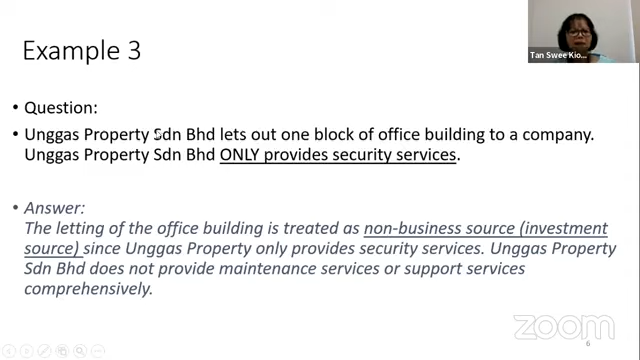 Tan Swee Kio...
Example 3
• Question:
• Unggas Property Sdn Bhd lets out one block of office building to a company.
Unggas Property Sdn Bhd ONLY provides security services.
• Answer:
The letting of the office building is treated as non-business source (investment
source) since Unggas Property only provides security services. Unggas Property
Sdn Bhd does not provide maintenance services or support services
comprehensively.
zoom
6